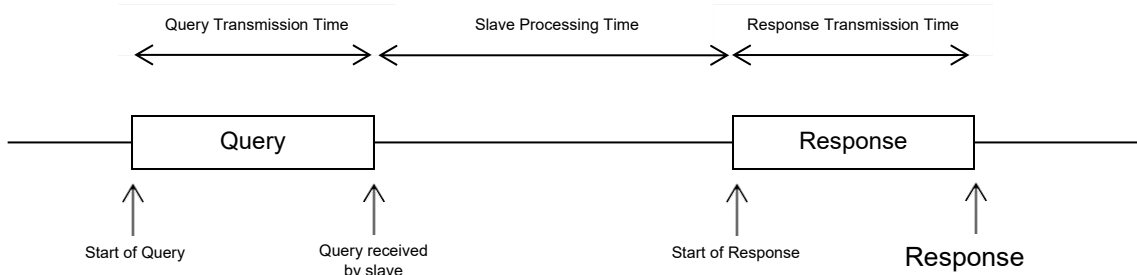 Query Transmission Time
Slave Processing Time
Response Transmission Time
Query
Response
Start of Query
Query received
by slave
Start of Response
Response